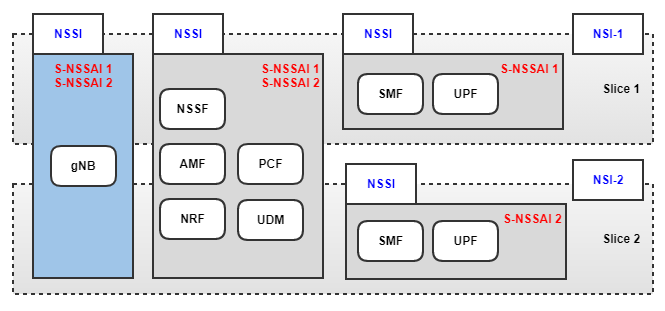 NSSI
NSSI
NSSI
NSI-1
S-NSSAI 1
S-NSSAI 2
S-NSSAI 1
S-NSSAI 2
S-NSSAI 1
Slice 1
NSSF
SMF
UPF
gNB
AMF
PCF
NRF
UDM
NSSI
NSI-2
S-NSSAI 2
Slice 2
SMF
UPF